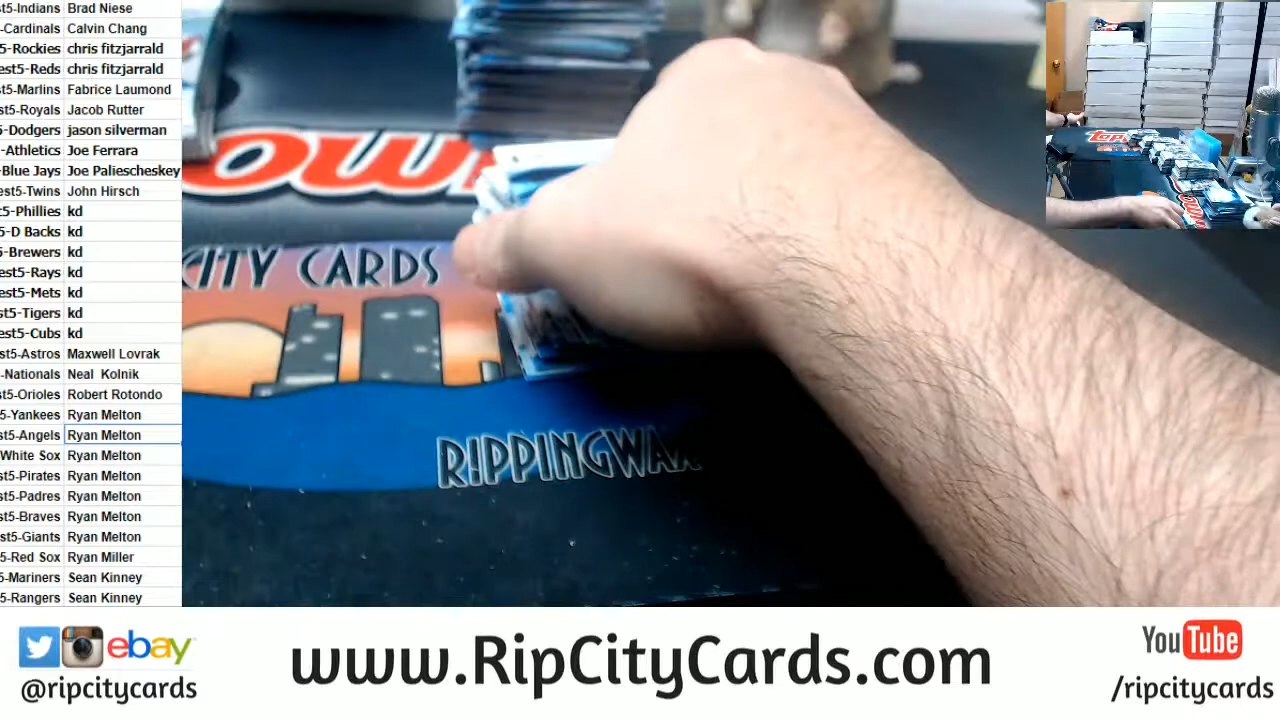 st5-Indians Brad Niese
-Cardinals Calvin Chang
5-Rockies chris fitzjarrald
est5-Reds chris fitzjarrald
st5-Marlins Fabrice Laumond
st5-Royals Jacob Rutter
5-Dodgers jason silverman
-Athletics Joe Ferrara
-Blue Jays Joe Paliescheskey
est5-Twins John Hirsch
t5-Phillies kd
5-D Backs kd
5-Brewers kd
est5-Rays kd
est5-Mets kd
st5-Tigers kd
est5-Cubs kd
st5-Astros Maxwell Lovrak
-Nationals Neal Kolnik
st5-Orioles Robert Rotondo
5-Yankees Ryan Melton
st5-Angels Ryan Melton
White Sox Ryan Melton
st5-Pirates Ryan Melton
st5-Padres Ryan Melton
st5-Braves Ryan Melton
st5-Giants Ryan Melton
5-Red Sox Ryan Miller
5-Mariners Sean Kinney
5-Rangers Sean Kinney
CITY CARDS
RIPPINGWAX
topps
ebay
@ripcitycards
www.RipCityCards.com
YouTube
/ripcitycards